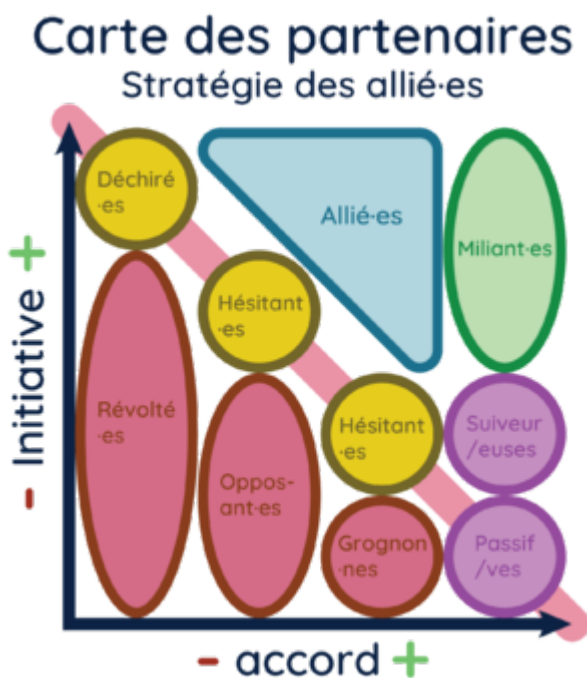 Carte des partenaires
Stratégie des allié·es
Déchiré
·es
Allié·es
Miliant·es
Hésitant
·es
Révolté
·es
Hésitant
·es
Suiveur
/euses
Oppos-
ant·es
Grognon
·nes
Passif
/ves
- Initiative +
- accord +